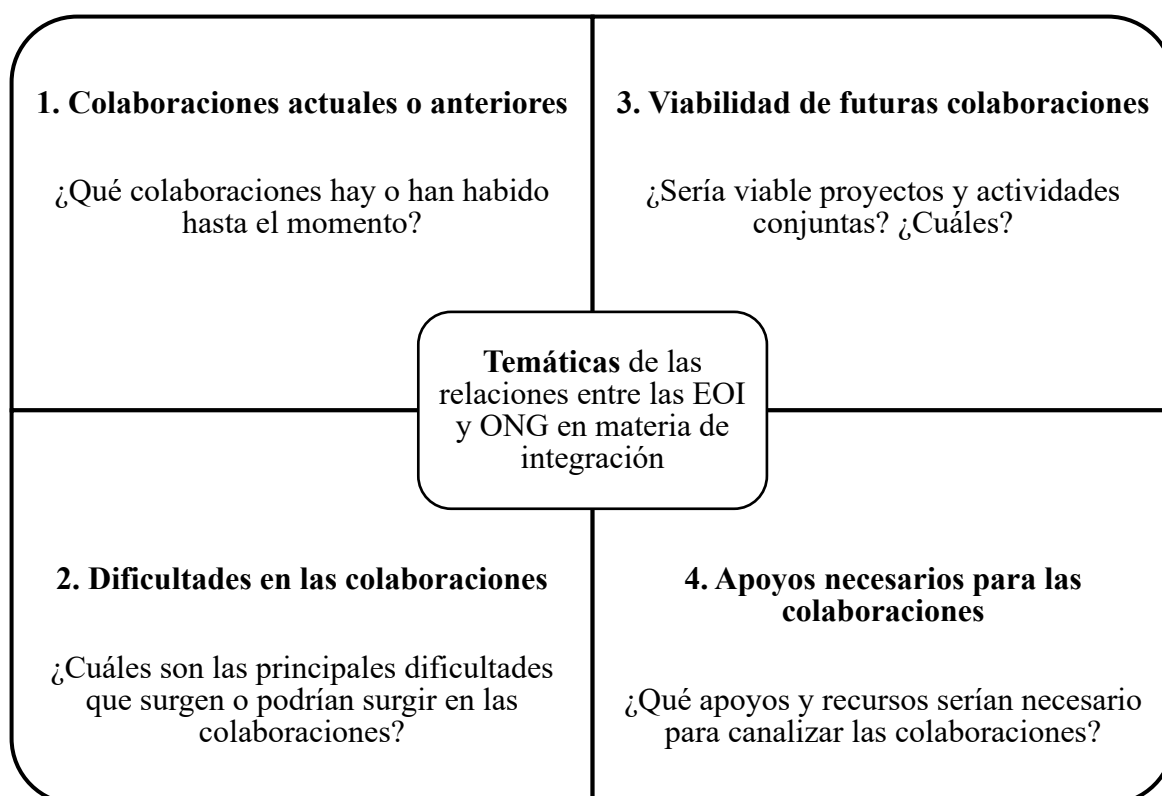 1. Colaboraciones actuales o anteriores
¿Qué colaboraciones hay o han habido
hasta el momento?
3. Viabilidad de futuras colaboraciones
¿Sería viable proyectos y actividades
conjuntas? ¿Cuáles?
Temáticas de las
relaciones entre las EOI
y ONG en materia de
integración
2. Dificultades en las colaboraciones
¿Cuáles son las principales dificultades
que surgen o podrían surgir en las
colaboraciones?
4. Apoyos necesarios para las
colaboraciones
¿Qué apoyos y recursos serían necesario
para canalizar las colaboraciones?